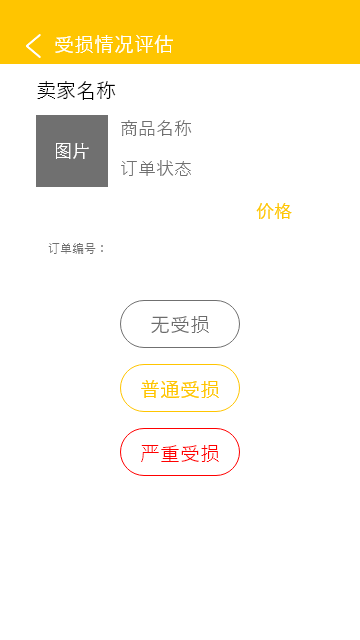 受损情况评估
卖家名称
图片
商品名称
订单状态
价格
订单编号：
无受损
普通受损
严重受损